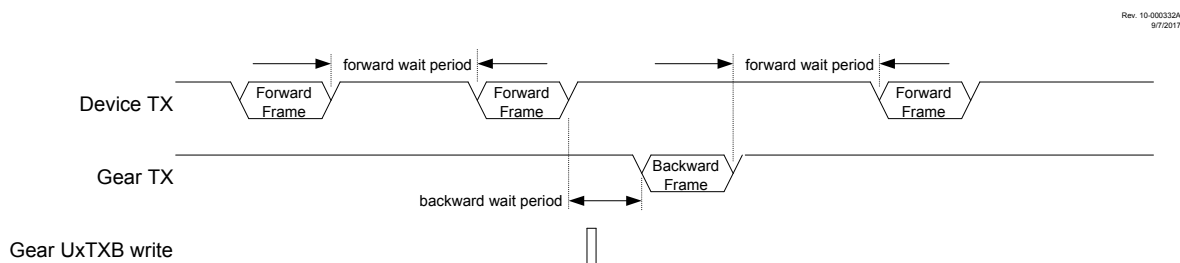 Rev. 10-000332A
9/7/2017
forward wait period
forward wait period
Device TX
Forward
Frame
Forward
Frame
Forward
Frame
Gear TX
Backward
Frame
backward wait period
Gear UxTXB write